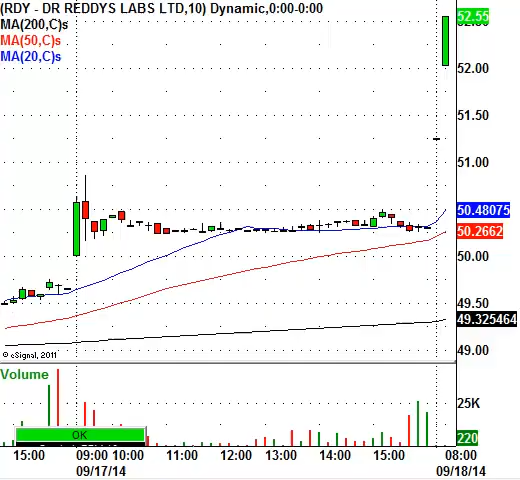 (RDY - DR REDDYS LABS LTD,10) Dynamic,0:00-0:00
MA(200,C)s
MA(50,C)s
MA(20,C)s
52.55
52.00
51.50
51.00
50.48075
50.2662
50.00
49.50
49.325464
49.00
© eSignal, 2011
Volume
25K
OK
220
15:00 09:00 10:00 11:00 12:00 13:00 14:00 15:00 08:00
09/17/14 09/18/14